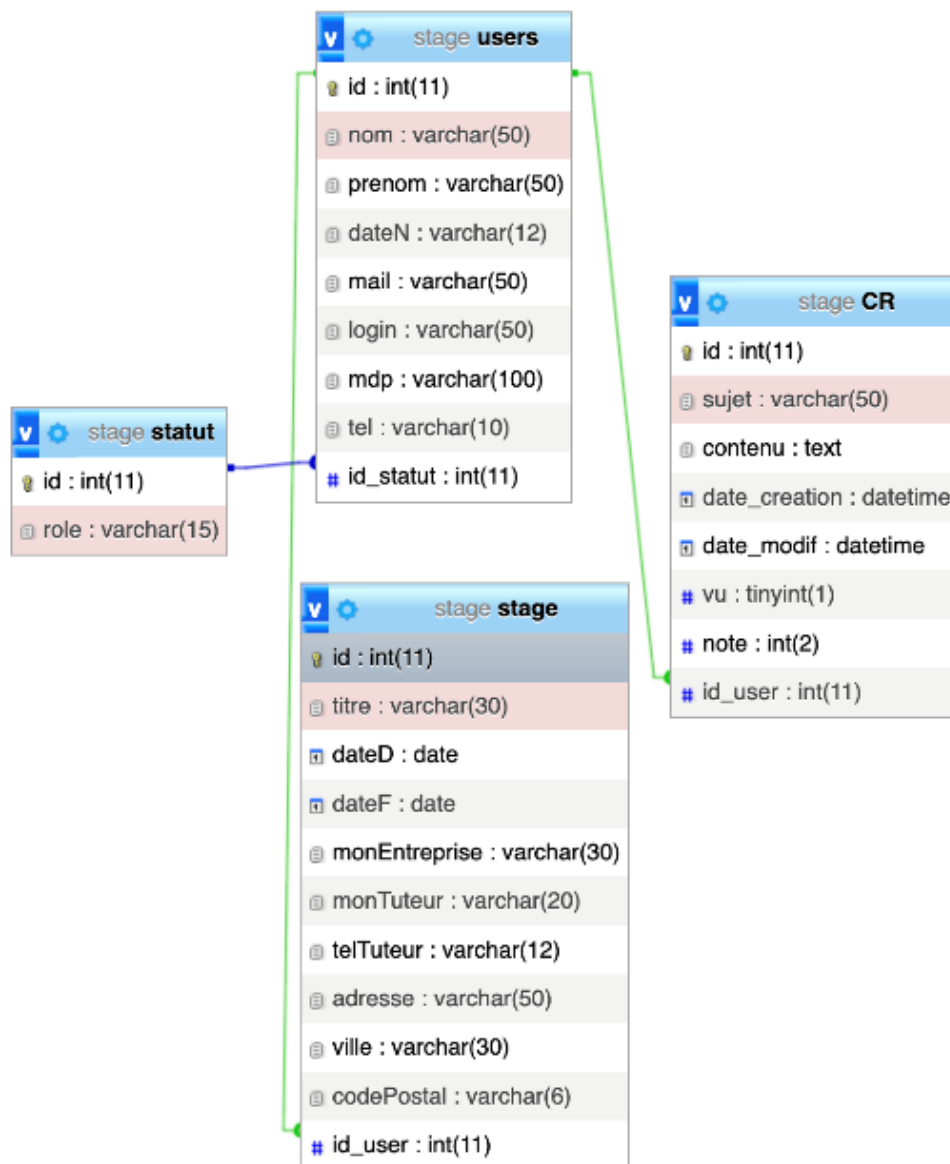 stage users
id : int(11)
nom : varchar(50)
prenom : varchar(50)
dateN : varchar(12)
mail : varchar(50)
login : varchar(50)
mdp : varchar(100)
tel : varchar(10)
id_statut : int(11)
stage statut
id : int(11)
role : varchar(15)
stage CR
id : int(11)
sujet : varchar(50)
contenu : text
date_creation : datetime
date_modif : datetime
vu : tinyint(1)
note : int(2)
id_user : int(11)
stage stage
id : int(11)
titre : varchar(30)
dateD : date
dateF : date
monEntreprise : varchar(30)
monTuteur : varchar(20)
telTuteur : varchar(12)
adresse : varchar(50)
ville : varchar(30)
codePostal : varchar(6)
id_user : int(11)